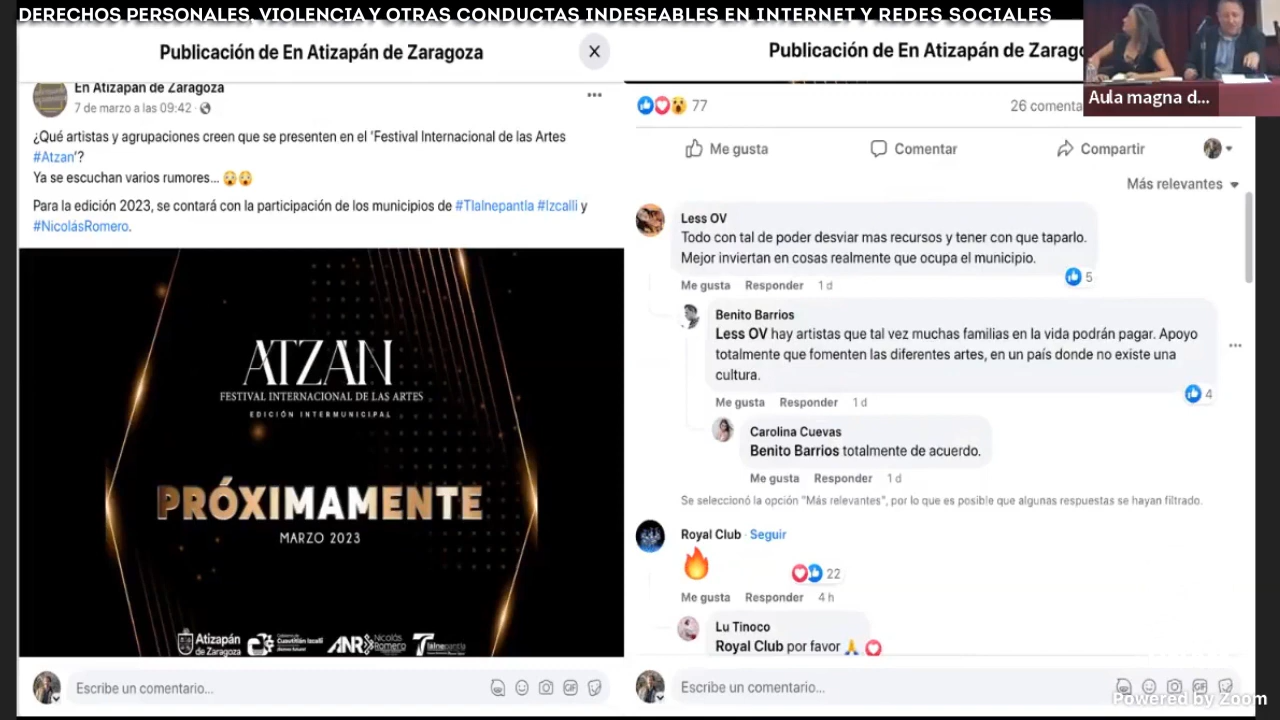 DERECHOS PERSONALES, VIOLENCIA Y OTRAS CONDUCTAS INDESEABLES EN INTERNET Y REDES SOCIALES
Publicación de En Atizapán de Zaragoza
En Atizapán de Zaragoza
7 de marzo a las 09:42
¿Qué artistas y agrupaciones creen que se presenten en el 'Festival Internacional de las Artes
#Atzan'?
Ya se escuchan varios rumores... 😲😲
Para la edición 2023, se contará con la participación de los municipios de #Tlalnepantla #Izcalli y
#NicolásRomero.
ATZAN
FESTIVAL INTERNACIONAL DE LAS ARTES
EDICIÓN INTERMUNICIPAL
PRÓXIMAMENTE
MARZO 2023
Atizapán
de Zaragoza
Cuautitlán Izcalli
ANR
Nicolás
Romero
Tlalnepantla
Escribe un comentario...
GIF
Publicación de En Atizapán de Zarago
Aula magna d...
77
26 comenta
Me gusta
Comentar
Compartir
Más relevantes
Less OV
Todo con tal de poder desviar mas recursos y tener con que taparlo.
Mejor inviertan en cosas realmente que ocupa el municipio.
5
Me gusta Responder 1 d
Benito Barrios
Less OV hay artistas que tal vez muchas familias en la vida podrán pagar. Apoyo
totalmente que fomenten las diferentes artes, en un país donde no existe una
cultura.
4
Me gusta Responder 1 d
Carolina Cuevas
Benito Barrios totalmente de acuerdo.
Me gusta Responder 1 d
Se seleccionó la opción "Más relevantes", por lo que es posible que algunas respuestas se hayan filtrado.
Royal Club · Seguir
🔥
22
Me gusta Responder 4 h
Lu Tinoco
Royal Club por favor 🙏
Escribe un comentario...
GIF
Powered by Zoom